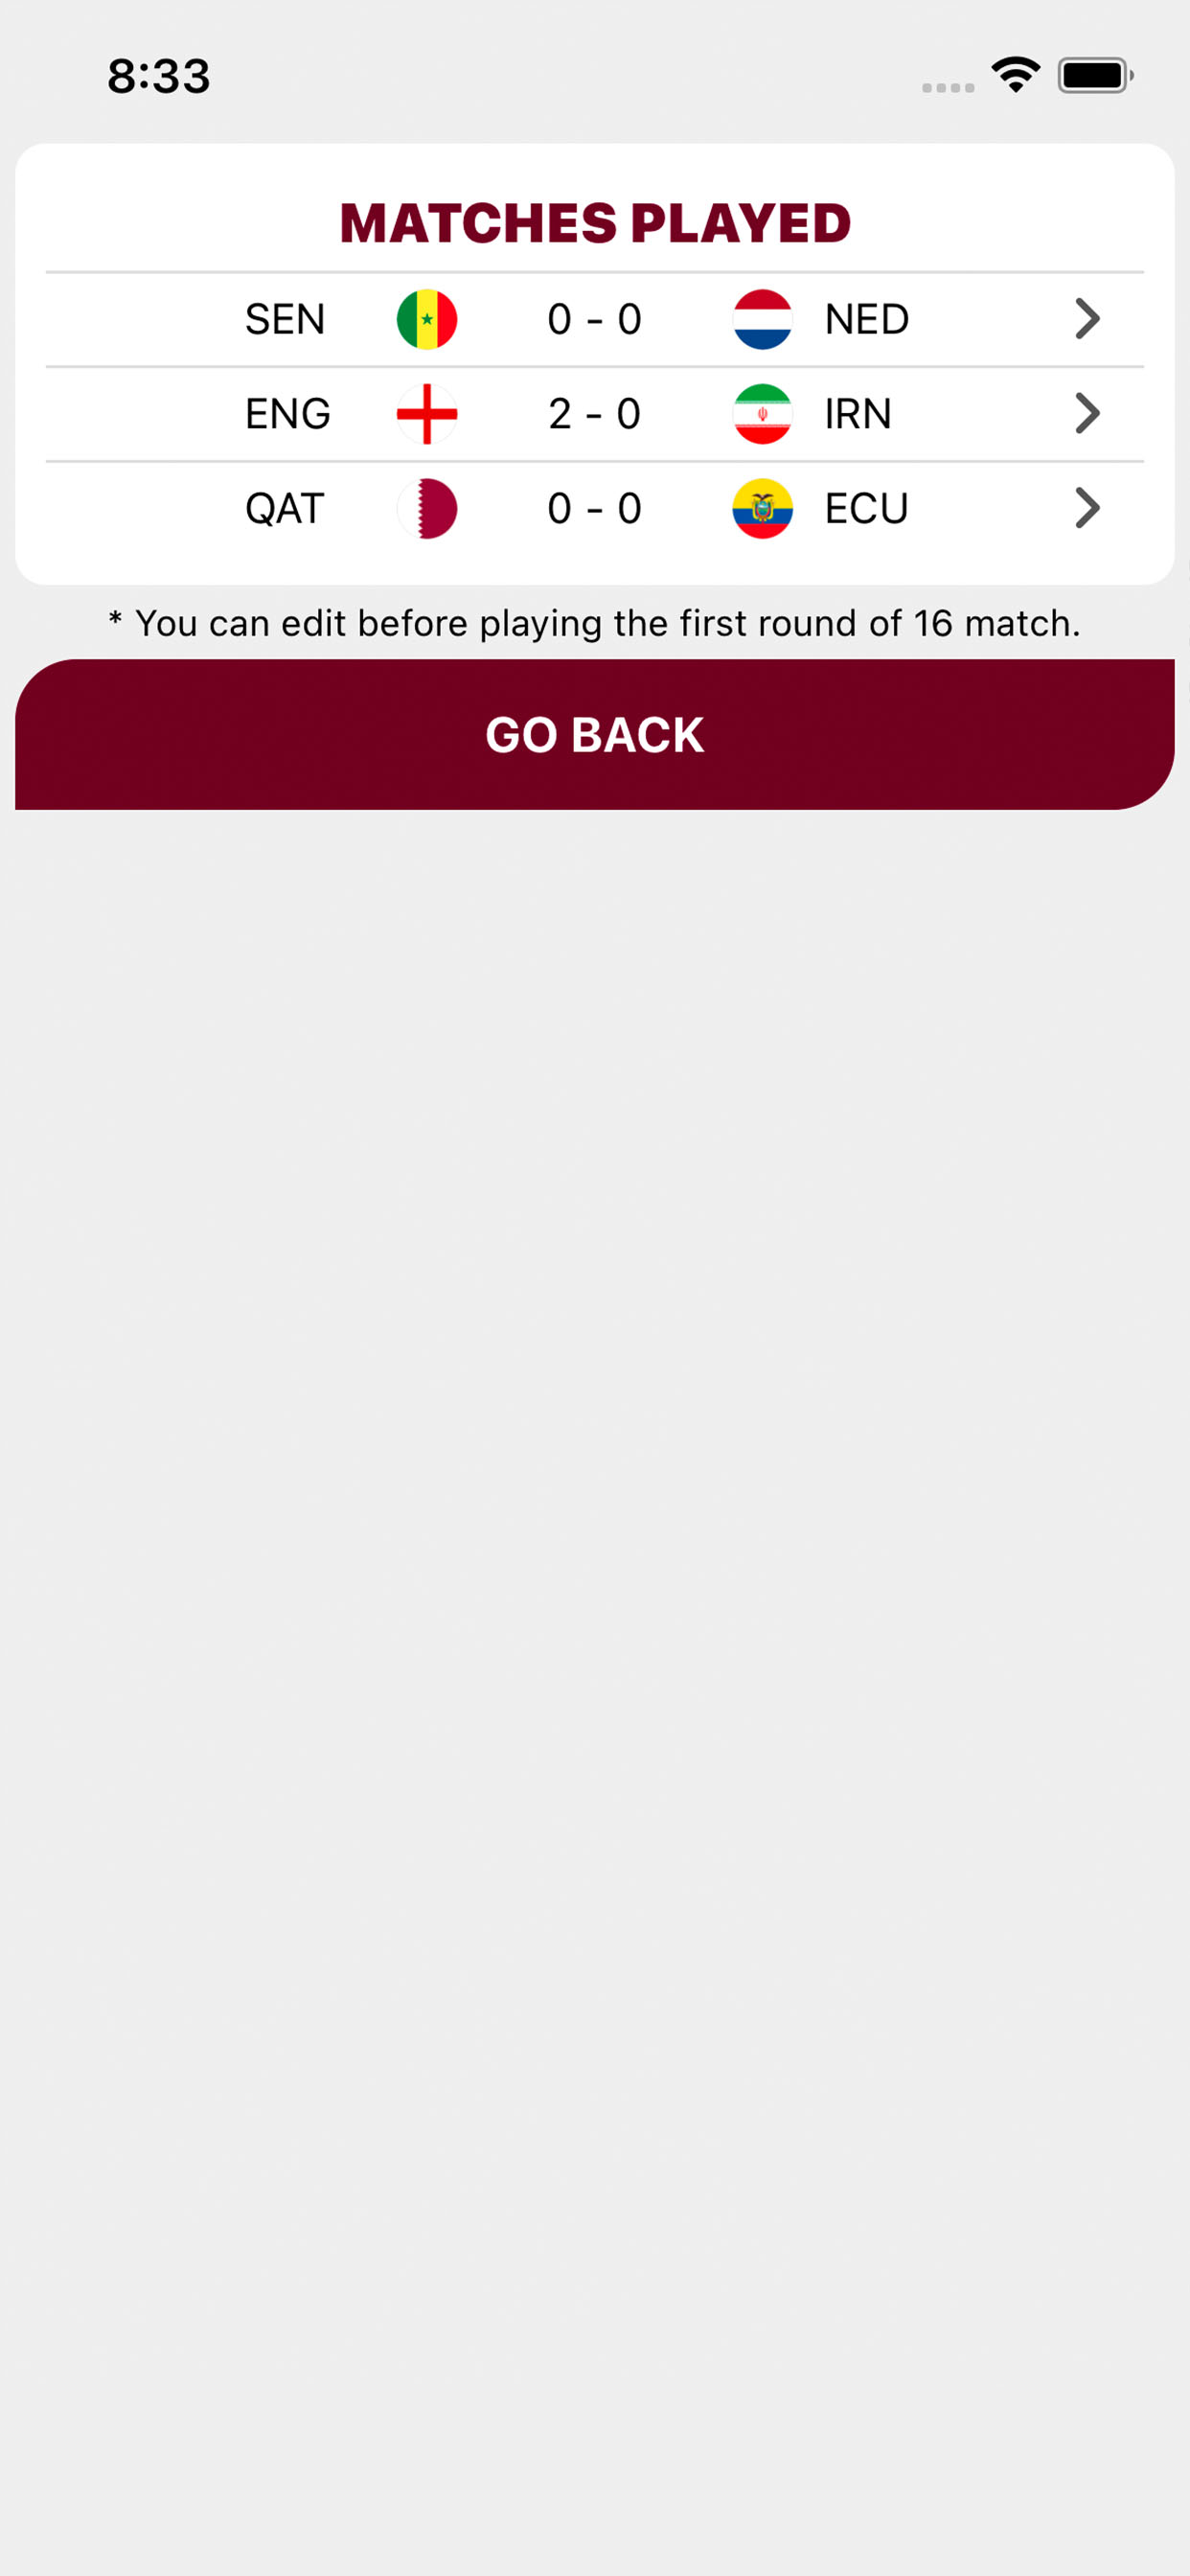 8:33
MATCHES PLAYED
SEN 0 - 0 NED
ENG 2 - 0 IRN
QAT 0 - 0 ECU
* You can edit before playing the first round of 16 match.
GO BACK